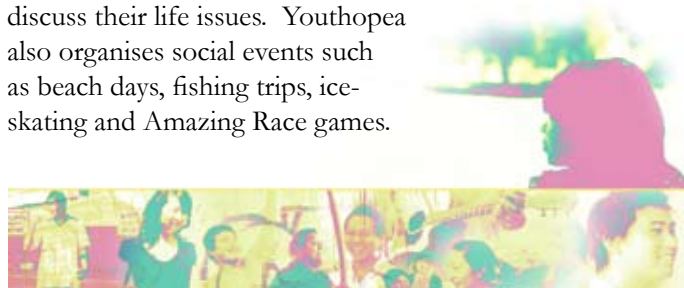 discuss their life issues.  Youthopea
also organises social events such
as beach days, fishing trips, ice-
skating and Amazing Race games.